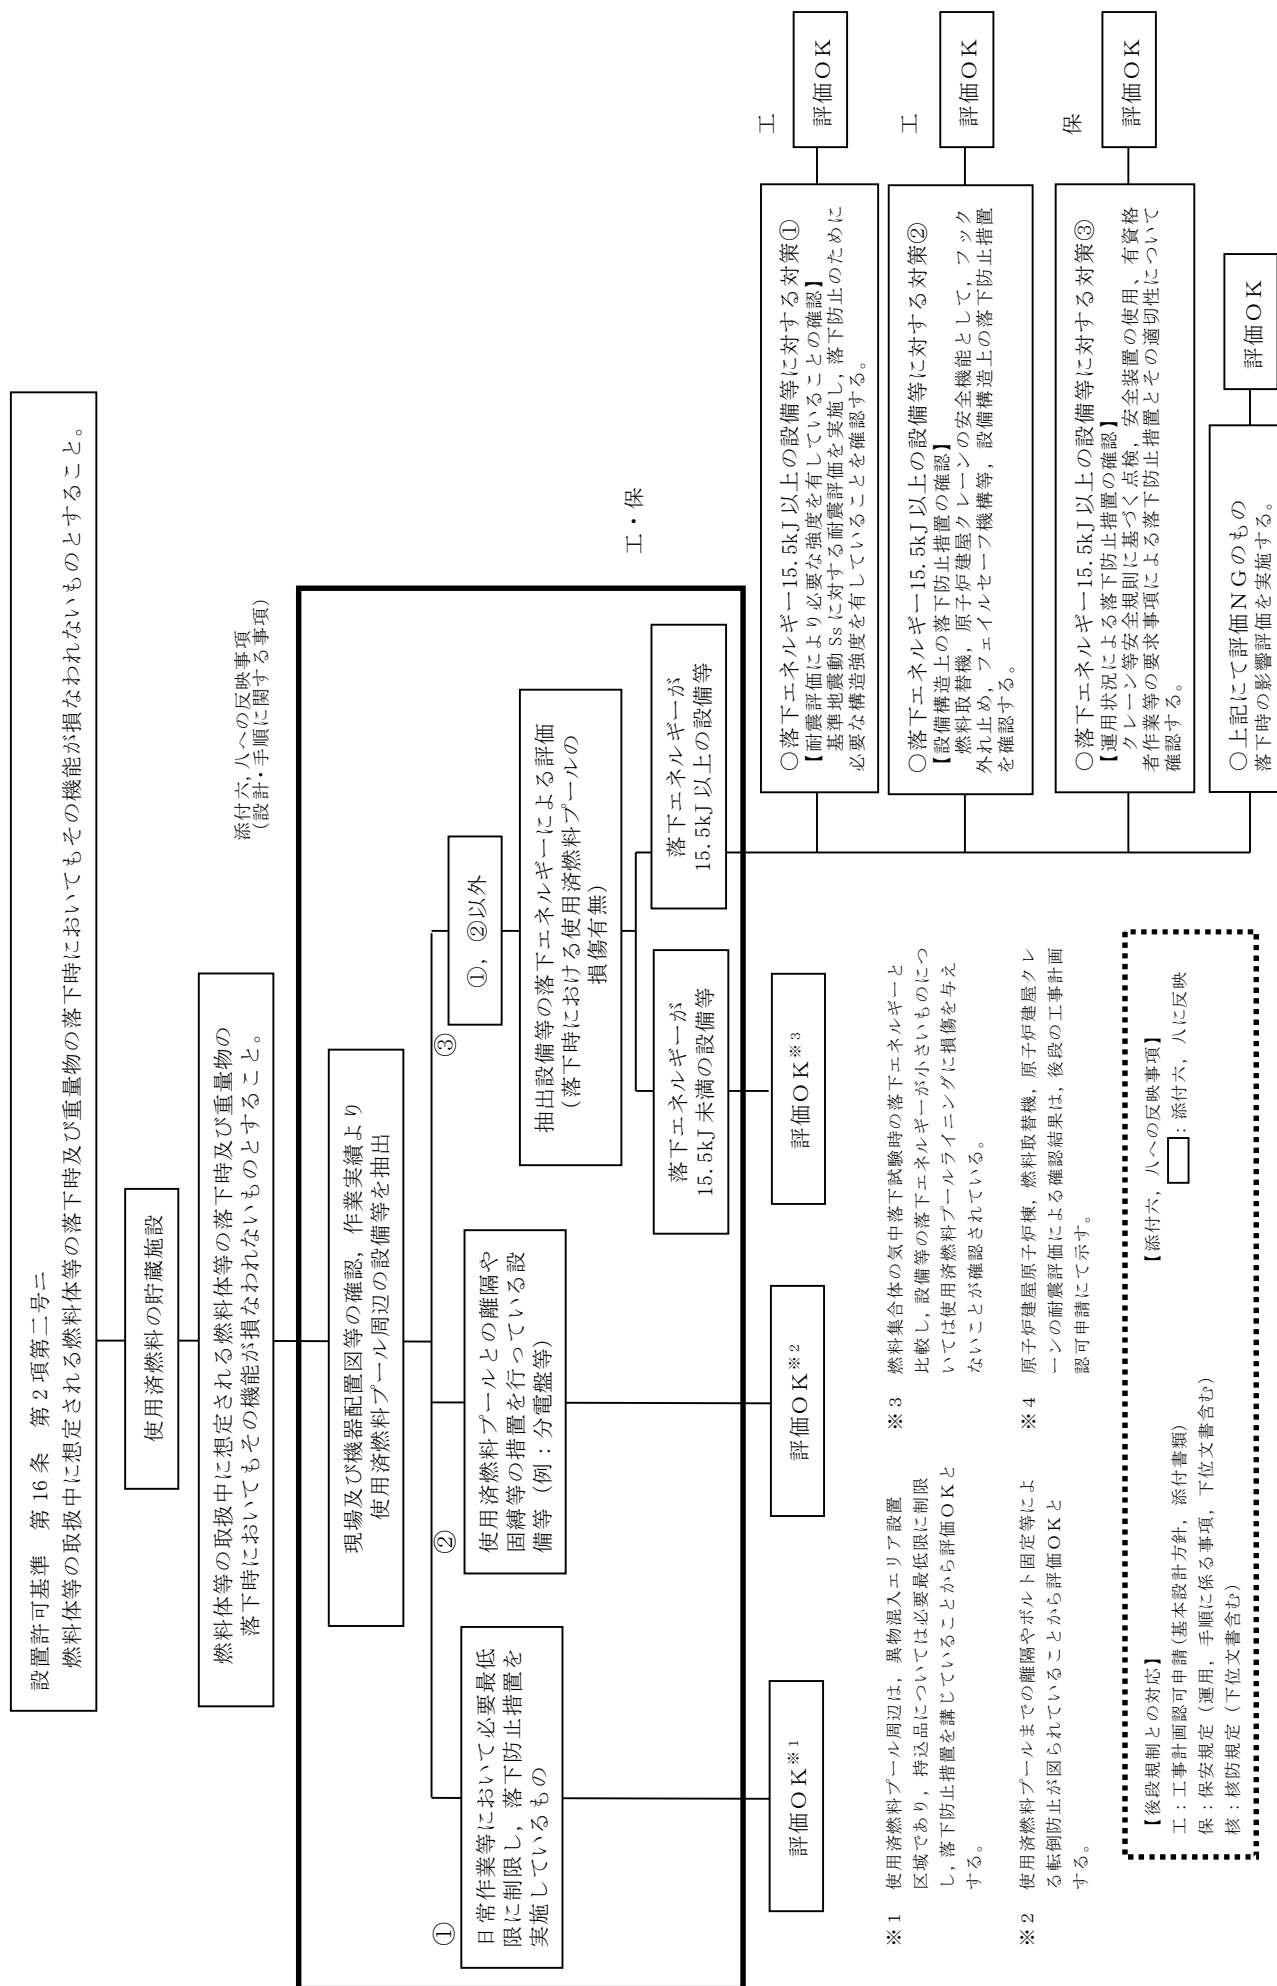 設置許可基準　第16条　第2項第二号ニ
燃料体等の取扱中に想定される燃料体等の落下時及び重量物の落下時においてもその機能が損なわれないものとすること。
使用済燃料の貯蔵施設
燃料体等の取扱中に想定される燃料体等の落下時及び重量物の
落下時においてもその機能が損なわれないものとすること。
添付六，八への反映事項
（設計・手順に関する事項）
現場及び機器配置図等の確認，作業実績より
使用済燃料プール周辺の設備等を抽出
①
日常作業等において必要最低
限に制限し，落下防止措置を
実施しているもの
②
使用済燃料プールとの離隔や
固縛等の措置を行っている設
備等（例：分電盤等）
③
①，②以外
抽出設備等の落下エネルギーによる評価
（落下時における使用済燃料プールの
損傷有無）
落下エネルギーが
15.5kJ未満の設備等
落下エネルギーが
15.5kJ以上の設備等
工・保
評価OK※1
評価OK※2
評価OK※3
○落下エネルギー15.5kJ以上の設備等に対する対策①
【耐震評価により必要な強度を有していることの確認】
基準地震動Ssに対する耐震評価を実施し，落下防止のために
必要な構造強度を有していることを確認する。
工
評価OK
○落下エネルギー15.5kJ以上の設備等に対する対策②
【設備構造上の落下防止措置の確認】
燃料取替機，原子炉建屋クレーンの安全機能として，フック
外れ止め，フェイルセーフ機構等，設備構造上の落下防止措置
を確認する。
工
評価OK
○落下エネルギー15.5kJ以上の設備等に対する対策③
【運用状況による落下防止措置の確認】
クレーン等安全規則に基づく点検，安全装置の使用，有資格
者作業等の要求事項による落下防止措置とその適切性について
確認する。
保
評価OK
○上記にて評価NGのもの
落下時の影響評価を実施する。
評価OK
※1　使用済燃料プール周辺は，異物混入エリア設置
区域であり，持込品については必要最低限に制限
し，落下防止措置を講じていることから評価OKと
する。
※2　使用済燃料プールまでの離隔やボルト固定等によ
る転倒防止が図られていることから評価OKと
する。
※3　燃料集合体の気中落下試験時の落下エネルギーと
比較し，設備等の落下エネルギーが小さいものにつ
いては使用済燃料プールライニングに損傷を与え
ないことが確認されている。
※4　原子炉建屋原子炉棟，燃料取替機，原子炉建屋クレ
ーンの耐震評価による確認結果は，後段の工事計画
認可申請にて示す。
【後段規制との対応】
工：工事計画認可申請（基本設計方針，添付書類）
保：保安規定（運用，手順に係る事項，下位文書含む）
核：核防規定（下位文書含む）
【添付六，八への反映事項】
：添付六，八に反映